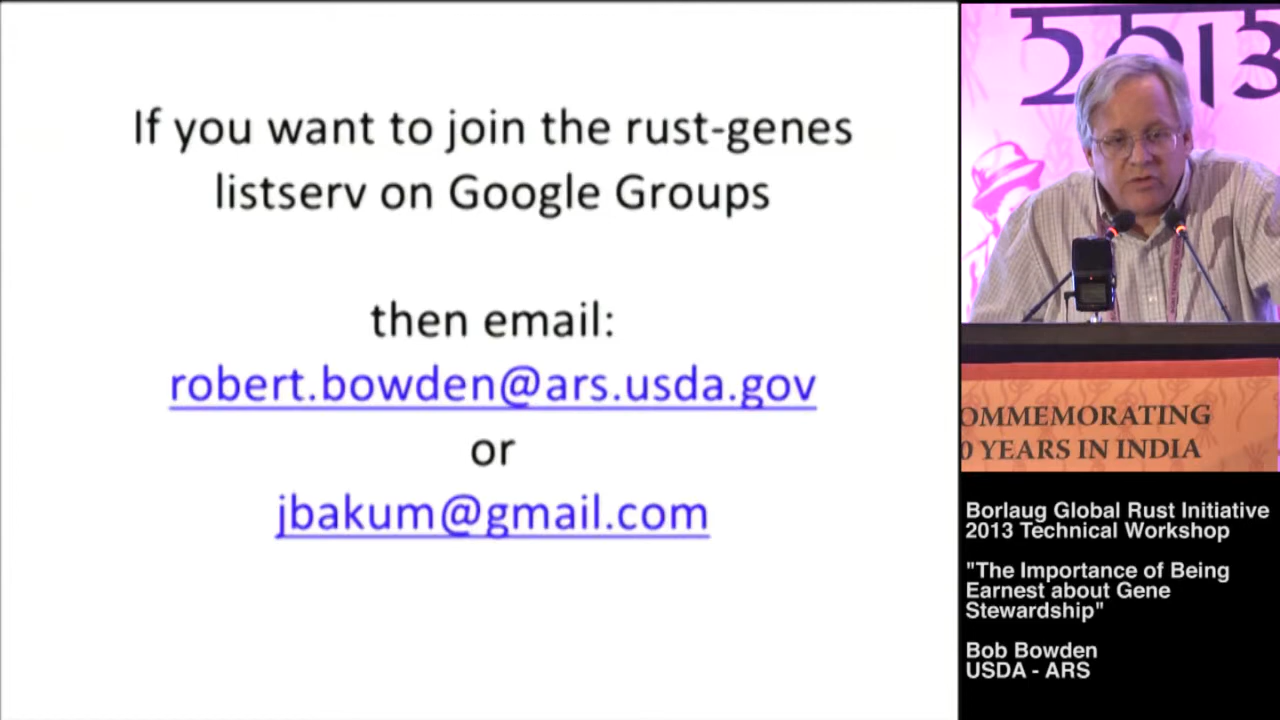 If you want to join the rust-genes
listserv on Google Groups
then email:
robert.bowden@ars.usda.gov
or
jbakum@gmail.com
२०१३
OMMEMORATING
0 YEARS IN INDIA
Borlaug Global Rust Initiative
2013 Technical Workshop
"The Importance of Being
Earnest about Gene
Stewardship"
Bob Bowden
USDA - ARS